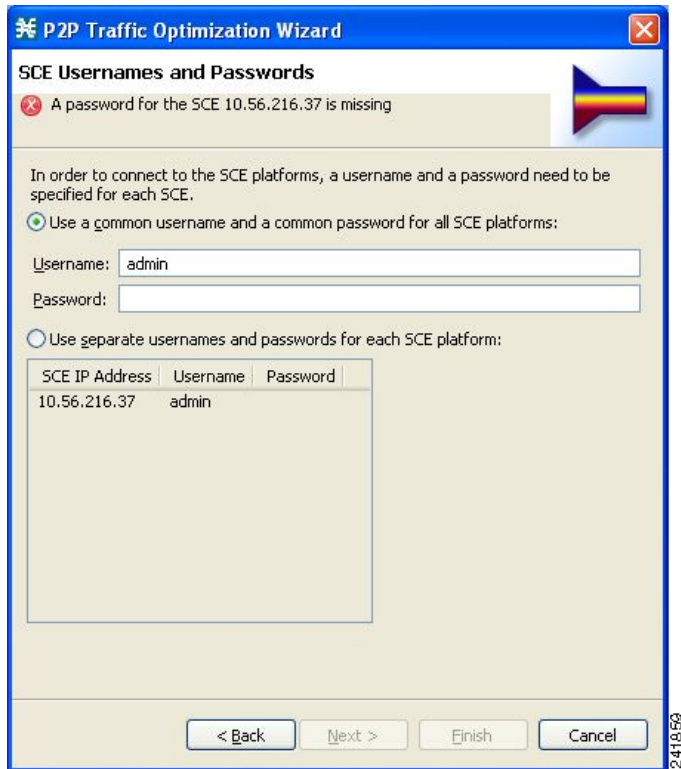 P2P Traffic Optimization Wizard
SCE Usernames and Passwords
A password for the SCE 10.56.216.37 is missing
In order to connect to the SCE platforms, a username and a password need to be
specified for each SCE.
Use a common username and a common password for all SCE platforms:
Username: admin
Password:
Use separate usernames and passwords for each SCE platform:
SCE IP Address Username Password
10.56.216.37 admin
< Back Next > Finish Cancel
241859